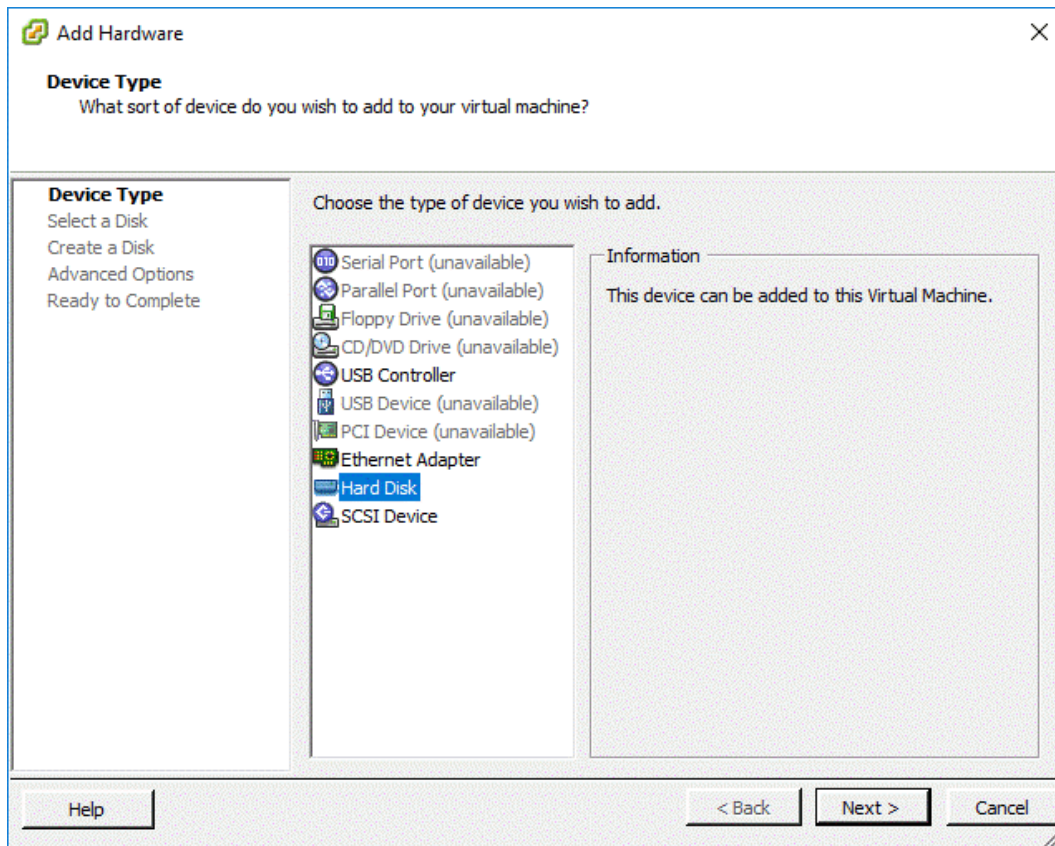 Add Hardware
Device Type
What sort of device do you wish to add to your virtual machine?
Device Type
Select a Disk
Create a Disk
Advanced Options
Ready to Complete
Choose the type of device you wish to add.
Serial Port (unavailable)
Parallel Port (unavailable)
Floppy Drive (unavailable)
CD/DVD Drive (unavailable)
USB Controller
USB Device (unavailable)
PCI Device (unavailable)
Ethernet Adapter
Hard Disk
SCSI Device
Information
This device can be added to this Virtual Machine.
Help
< Back
Next >
Cancel